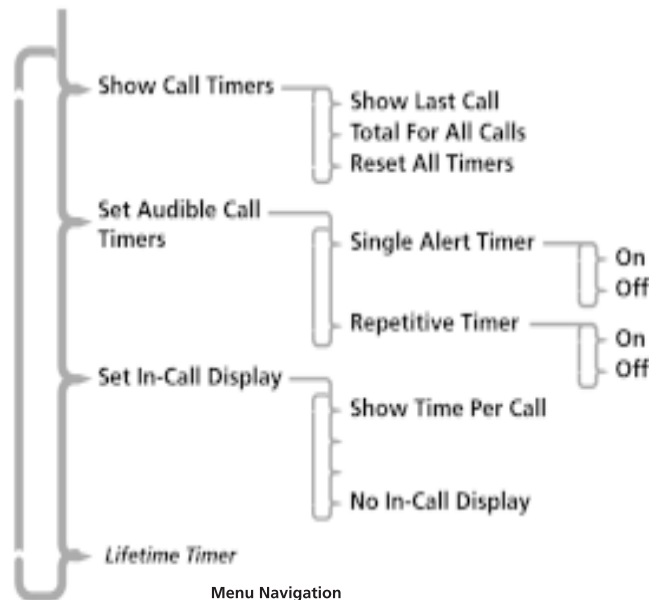 Show Call Timers
Show Last Call
Total For All Calls
Reset All Timers
Set Audible Call
Timers
Single Alert Timer
On
Off
Repetitive Timer
On
Off
Set In-Call Display
Show Time Per Call
No In-Call Display
Lifetime Timer
Menu Navigation